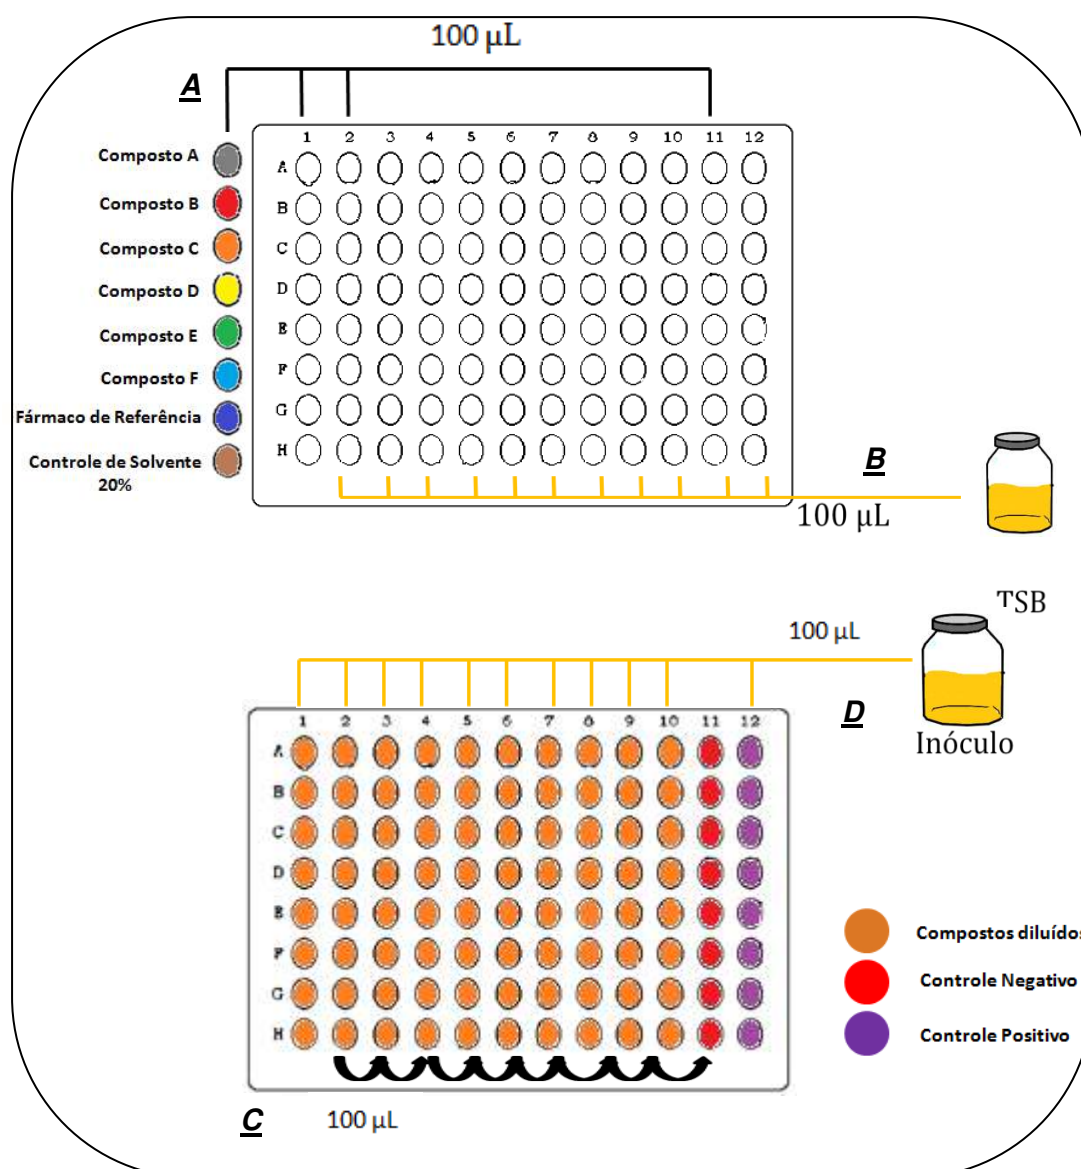 100 µL
A
1 2 3 4 5 6 7 8 9 10 11 12
Composto A
Composto B
Composto C
Composto D
Composto E
Composto F
Fármaco de Referência
Controle de Solvente
20%
A
B
C
D
E
F
G
H
B
100 µL
TSB
100 µL
D
Inóculo
1 2 3 4 5 6 7 8 9 10 11 12
A
B
C
D
E
F
G
H
Compostos diluídos
Controle Negativo
Controle Positivo
C
100 µL